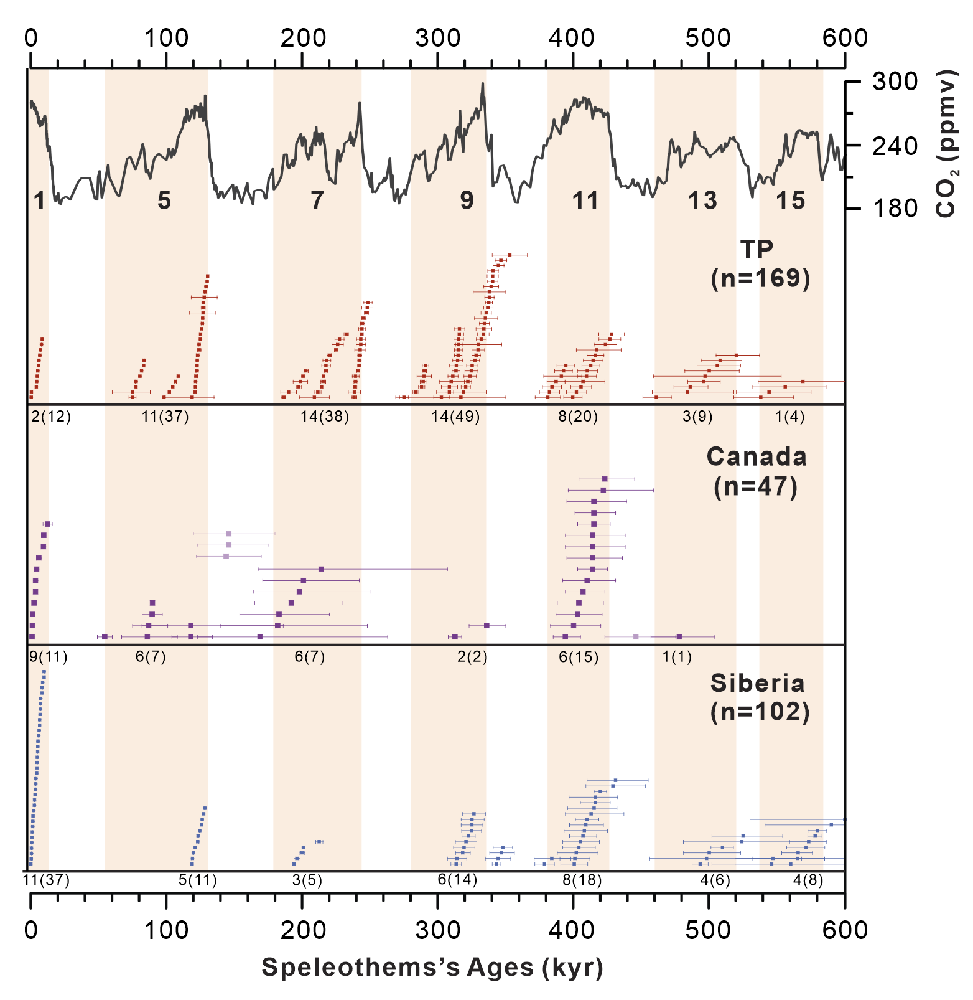 0 100 200 300 400 500 600
300
240
180
CO2 (ppmv)
1 5 7 9 11 13 15
TP
(n=169)
2(12) 11(37) 14(38) 14(49) 8(20) 3(9) 1(4)
Canada
(n=47)
9(11) 6(7) 6(7) 2(2) 6(15) 1(1)
Siberia
(n=102)
11(37) 5(11) 3(5) 6(14) 8(18) 4(6) 4(8)
0 100 200 300 400 500 600
Speleothems’s Ages (kyr)